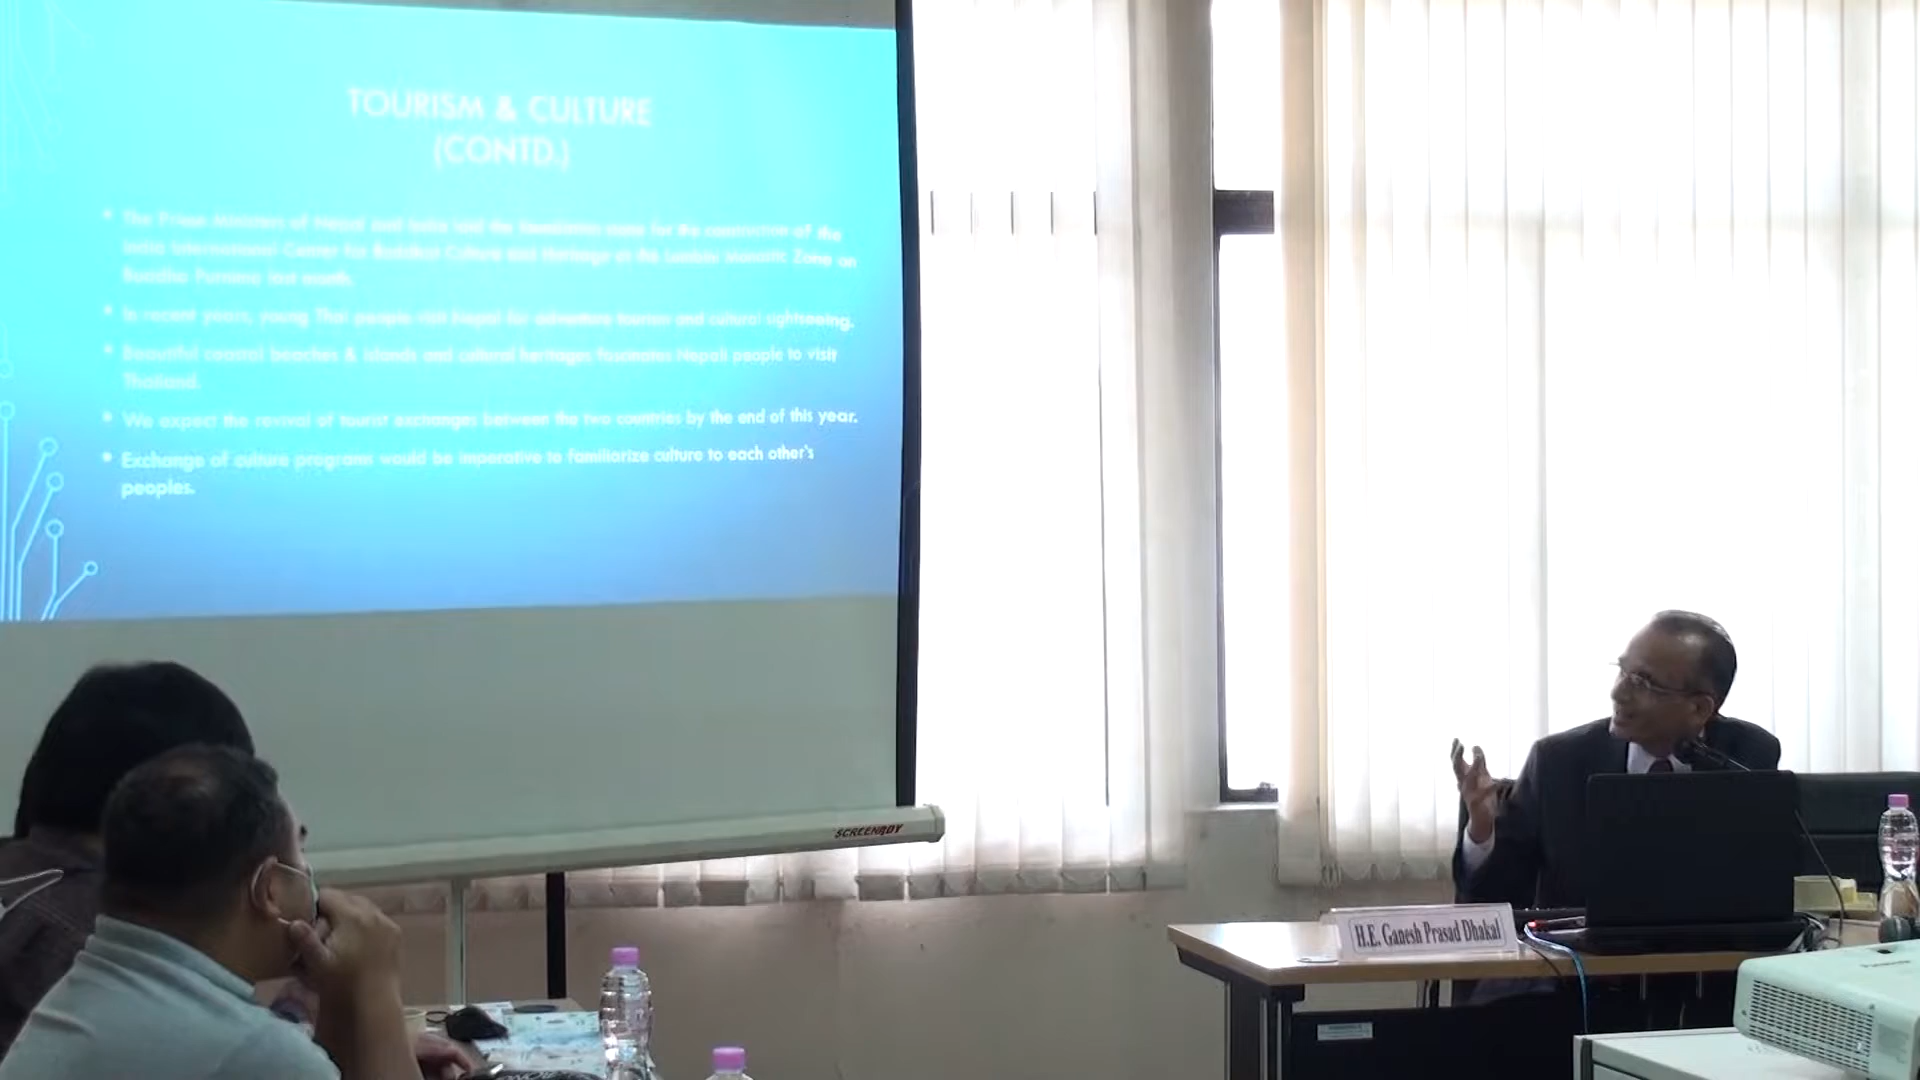 TOURISM & CULTURE
(CONTD.)
• The Prime Ministers of Nepal and India laid the foundation stone for the construction of the
India International Center for Buddhist Culture and Heritage at the Lumbini Monastic Zone on
Buddha Purnima last month.
• In recent years, young Thai people visit Nepal for adventure tourism and cultural sightseeing.
• Beautiful coastal beaches & islands and cultural heritages fascinates Nepali people to visit
Thailand.
• We expect the revival of tourist exchanges between the two countries by the end of this year.
• Exchange of culture programs would be imperative to familiarize culture to each other's
peoples.
SCREENBOY
H.E. Ganesh Prasad Dhakal
Panasonic